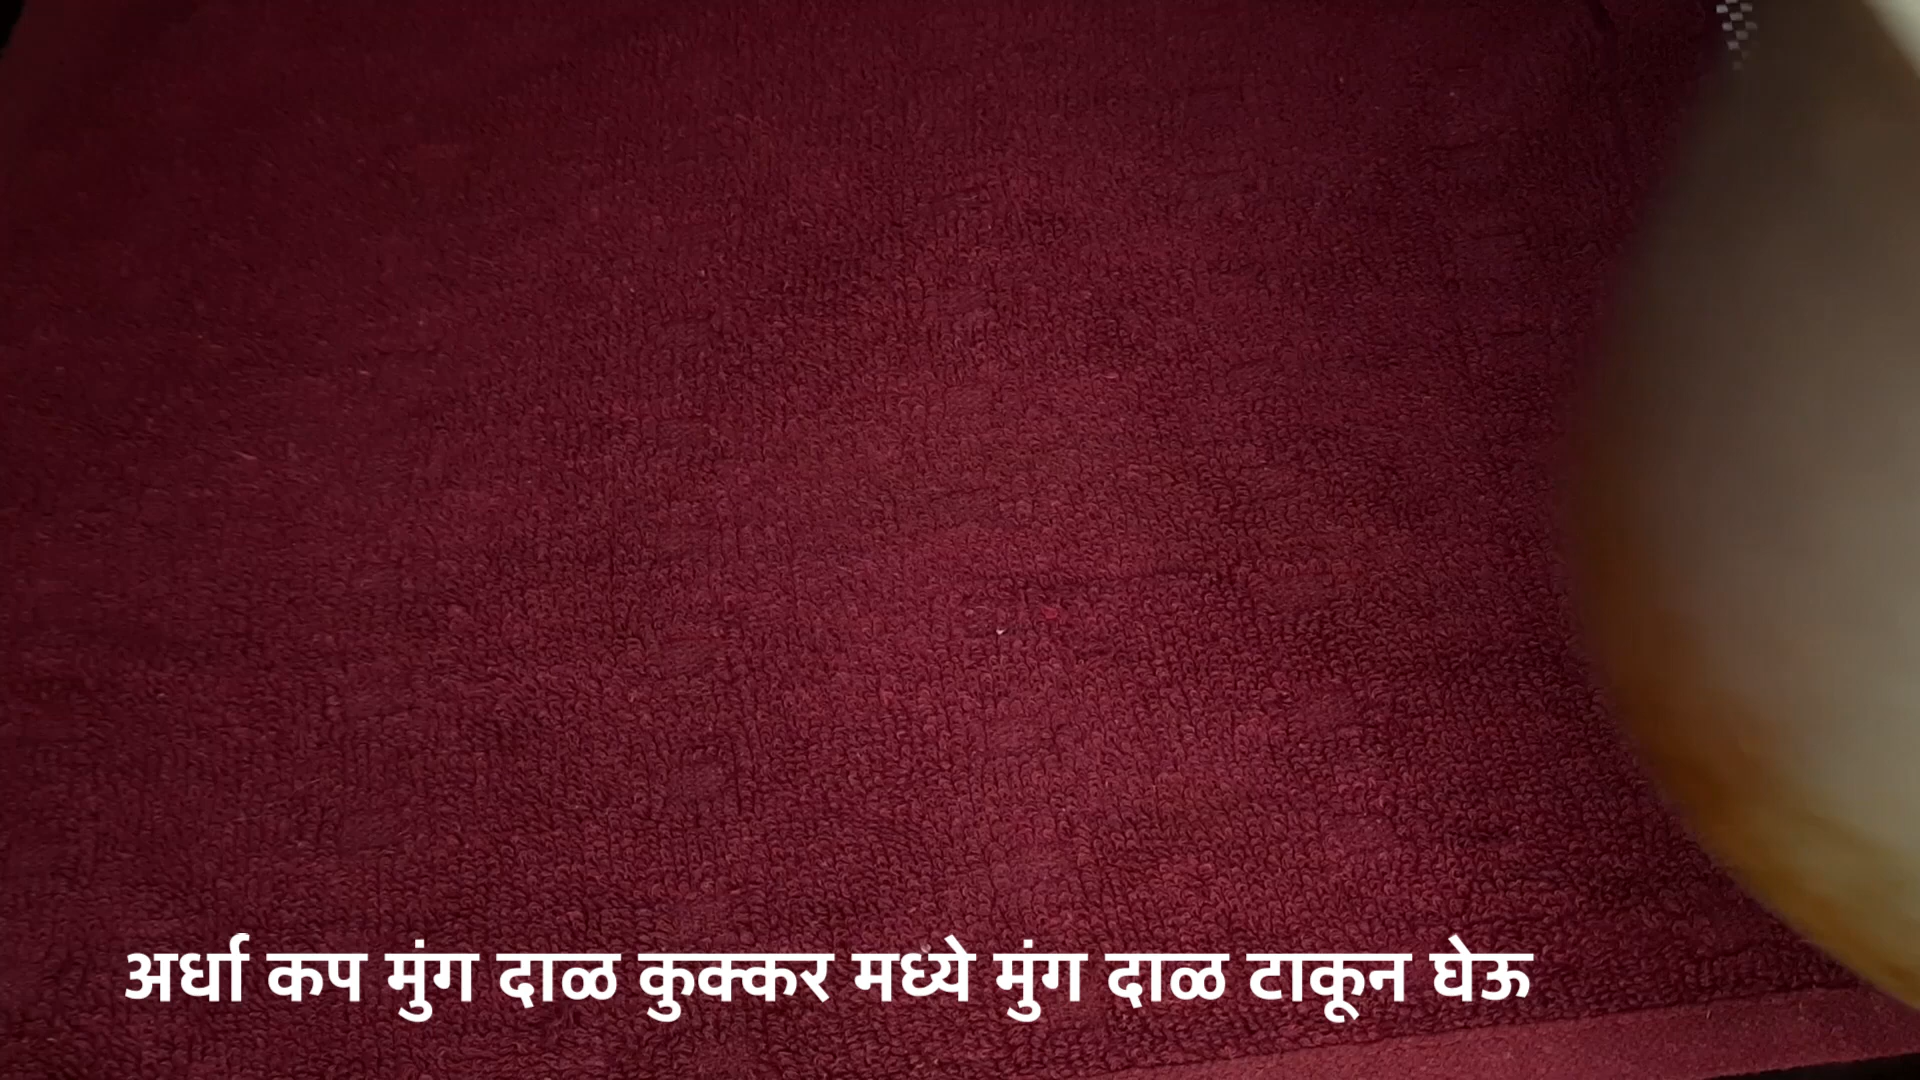 अर्धा कप मुंग दाळ कुक्कर मध्ये मुंग दाळ टाकून घेऊ